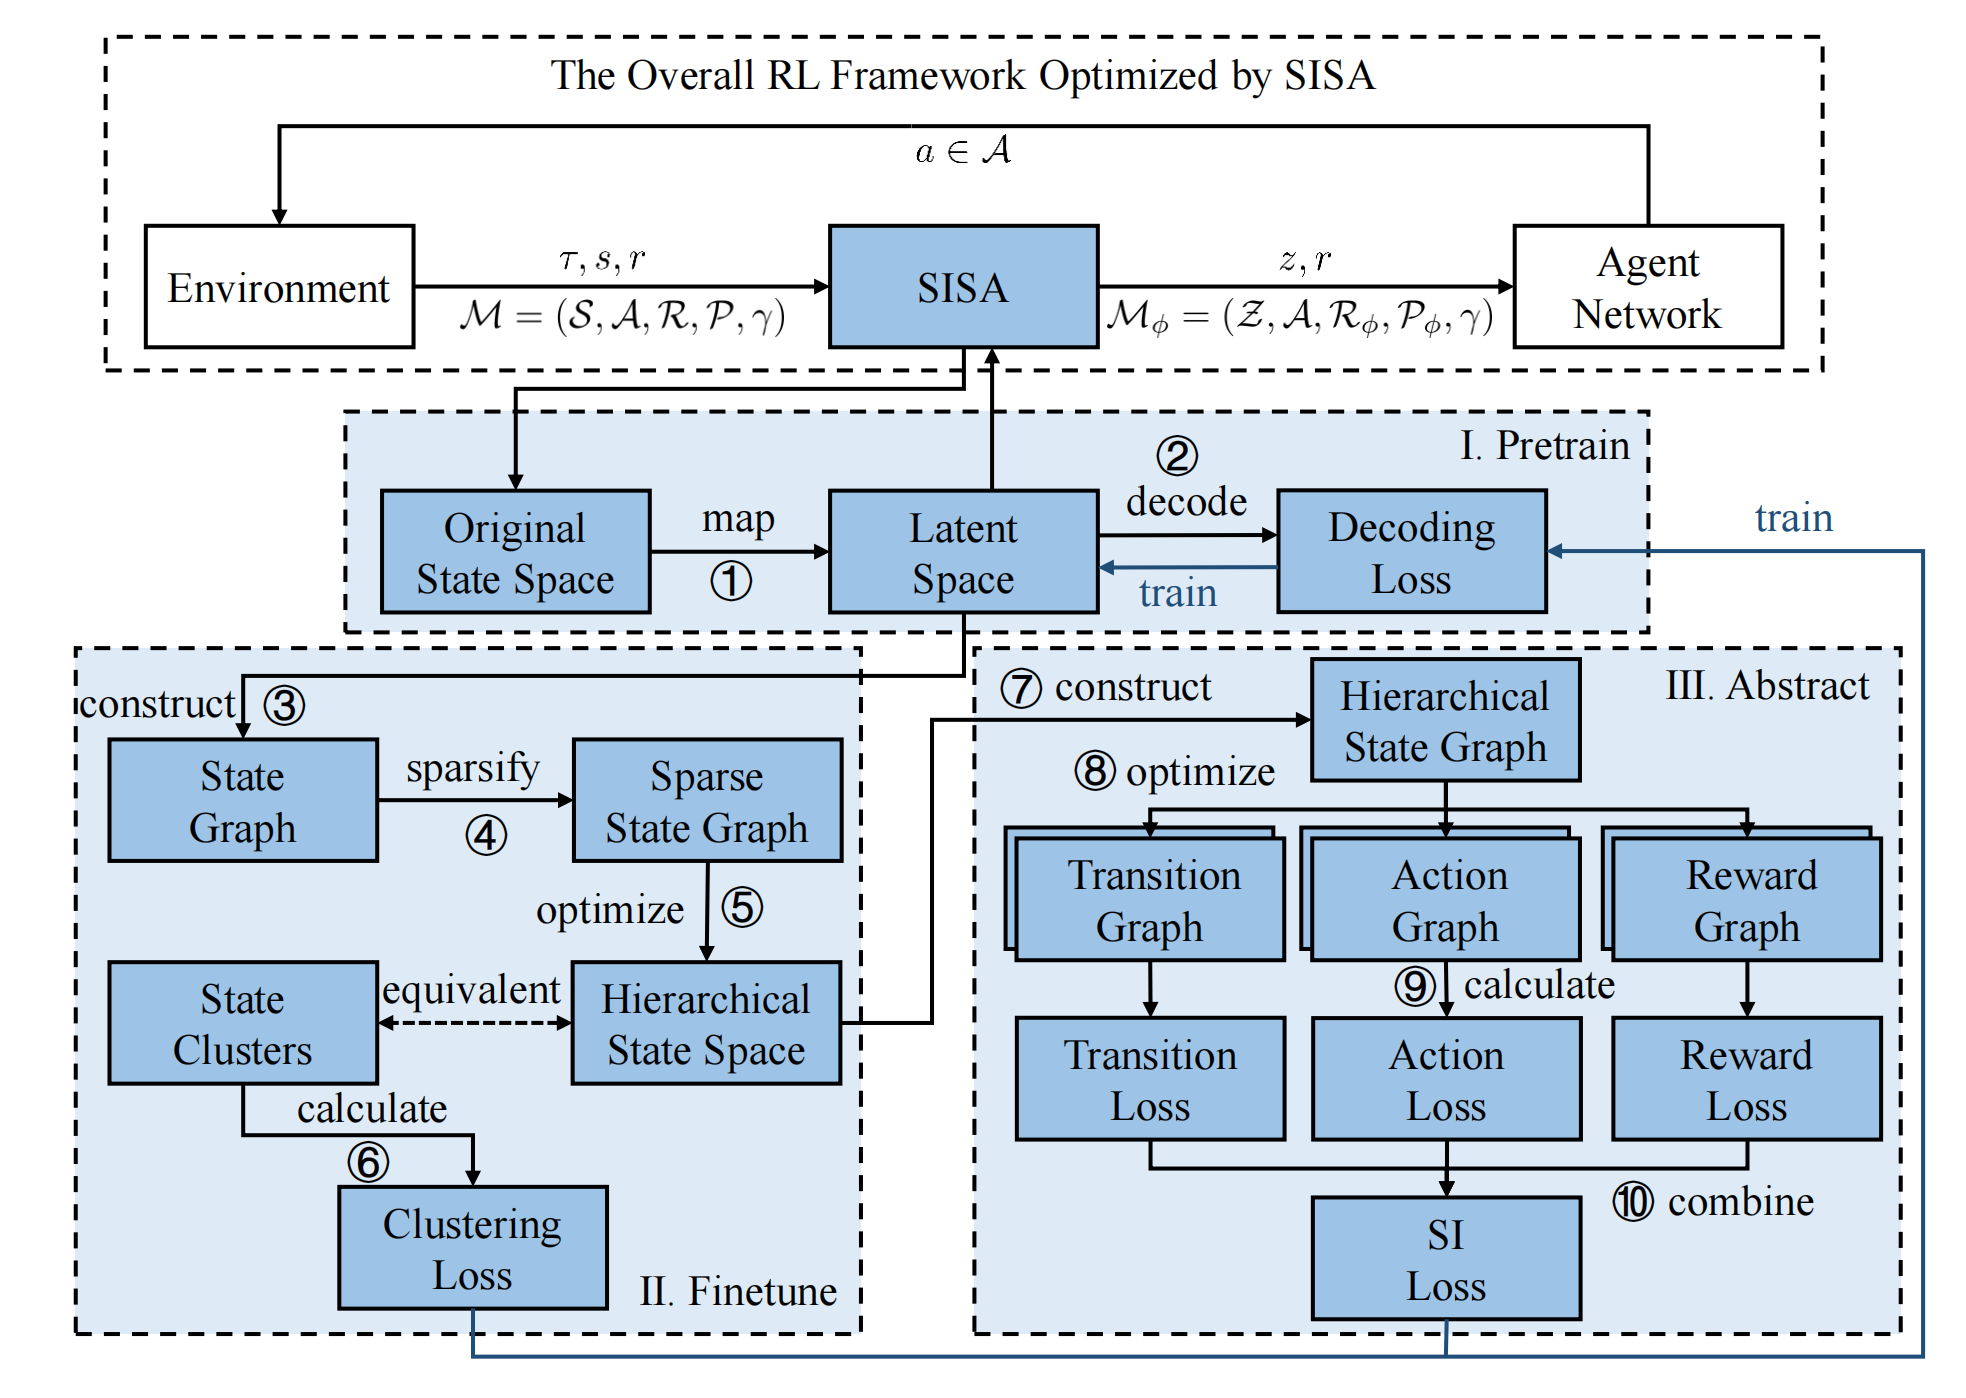 The Overall RL Framework Optimized by SISA
a ∈ 𝒜
Environment
τ, s, r
ℳ = (𝒮, 𝒜, ℛ, 𝒫, γ)
SISA
z, r
ℳ_ϕ = (𝒵, 𝒜, ℛ_ϕ, 𝒫_ϕ, γ)
Agent
Network
I. Pretrain
Original
State Space
map
①
Latent
Space
②
decode
train
Decoding
Loss
train
construct
③
State
Graph
sparsify
④
Sparse
State Graph
optimize
⑤
State
Clusters
equivalent
Hierarchical
State Space
calculate
⑥
Clustering
Loss
II. Finetune
⑦ construct
Hierarchical
State Graph
III. Abstract
⑧ optimize
Transition
Graph
Action
Graph
Reward
Graph
⑨ calculate
Transition
Loss
Action
Loss
Reward
Loss
⑩ combine
SI
Loss